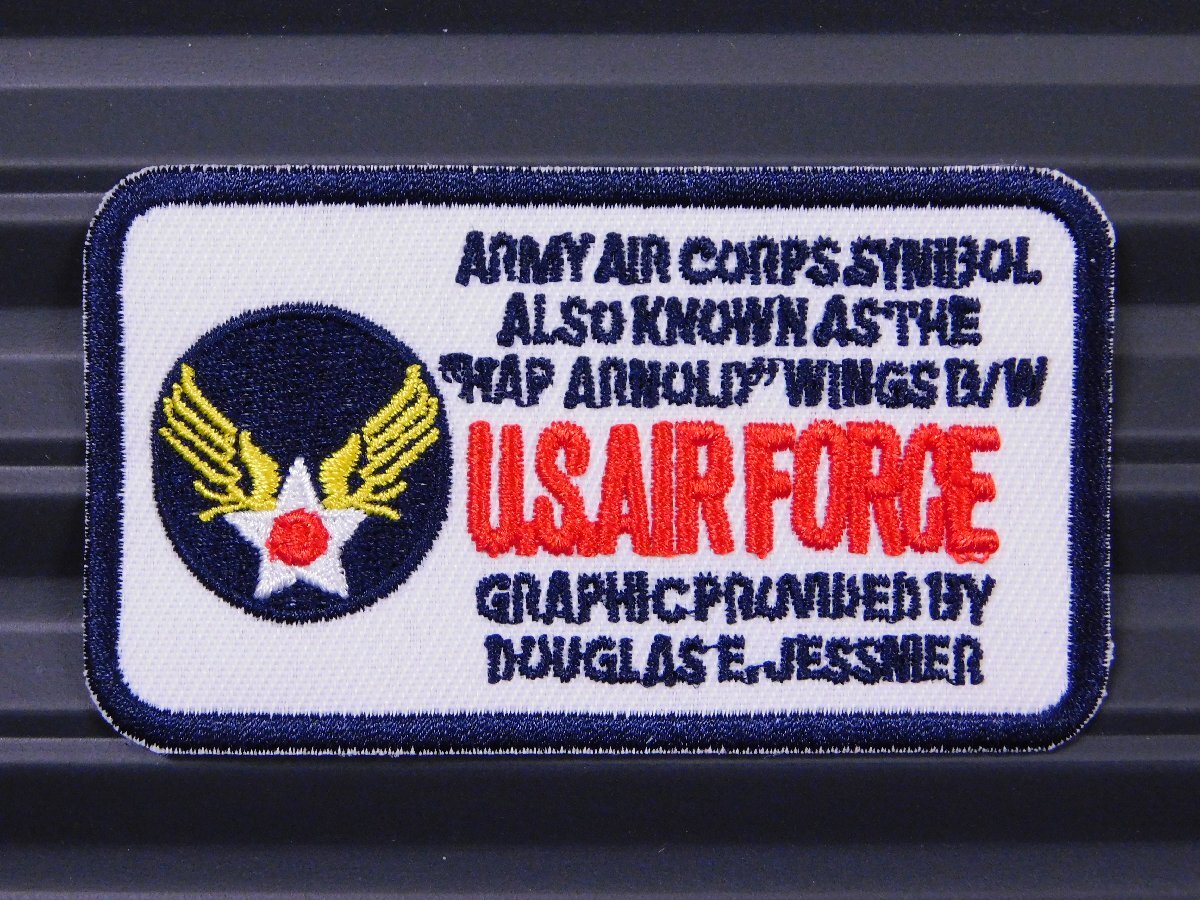 ARMY AIR CORPS SYMBOL
ALSO KNOWN AS THE
"HAP ARNOLD" WINGS B/W
U.S.AIR FORCE
GRAPHIC PROVIDED BY
DOUGLAS E. JESSMER